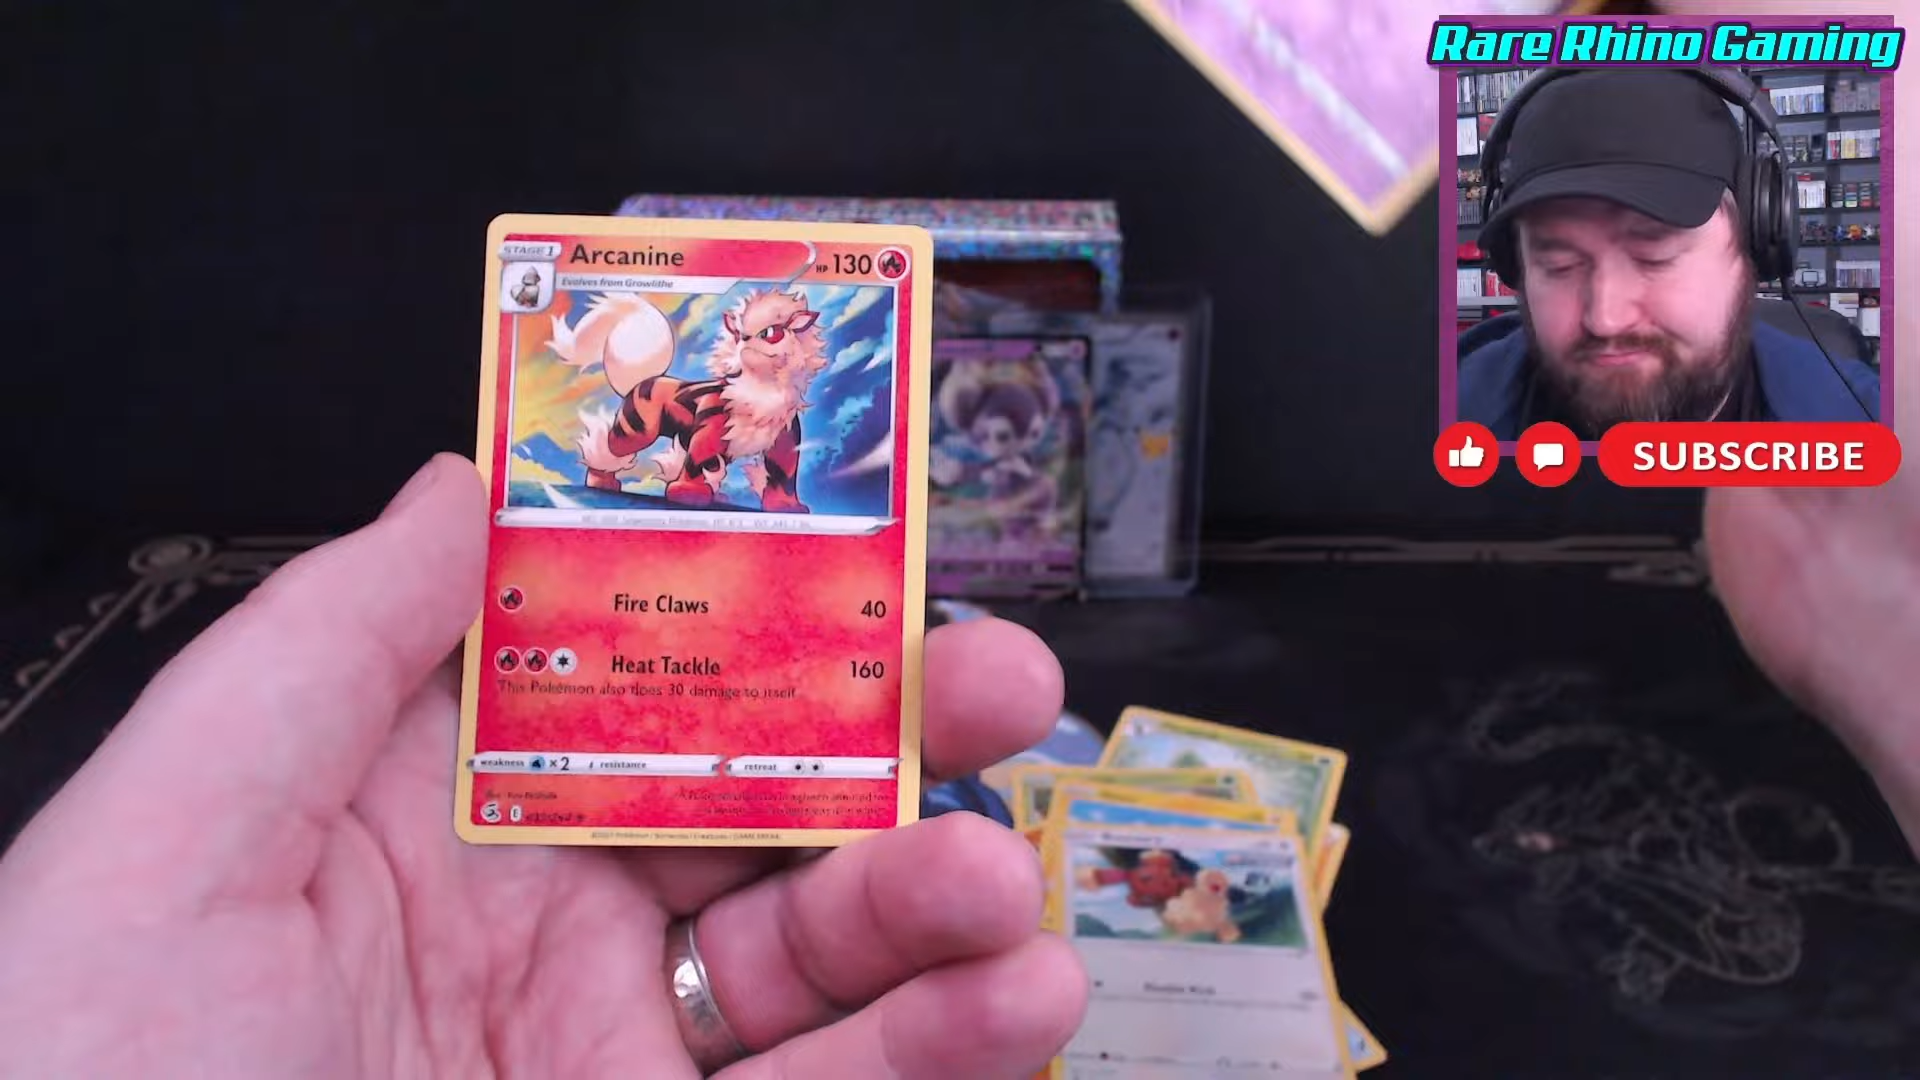 Rare Rhino Gaming
STAGE 1
Arcanine
HP 130
Evolves from Growlithe
Fire Claws 40
Heat Tackle 160
This Pokémon also does 30 damage to itself.
weakness ×2 resistance retreat
E
SUBSCRIBE